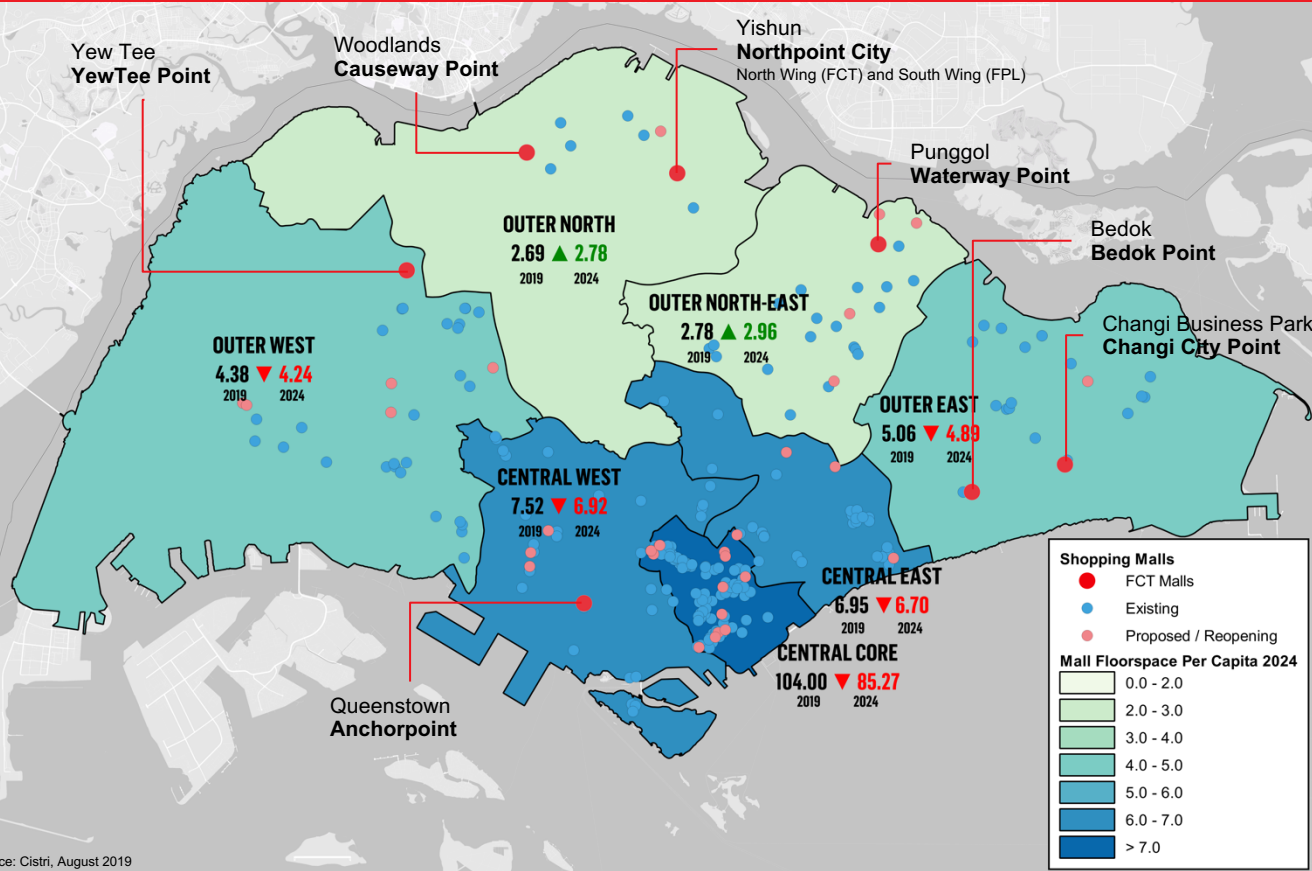 Yew Tee
YewTee Point
Woodlands
Causeway Point
Yishun
Northpoint City
North Wing (FCT) and South Wing (FPL)
Punggol
Waterway Point
Bedok
Bedok Point
Changi Business Park
Changi City Point
OUTER NORTH
2.69 ▲ 2.78
2019 2024
OUTER NORTH-EAST
2.78 ▲ 2.96
2019 2024
OUTER WEST
4.38 ▼ 4.24
2019 2024
OUTER EAST
5.06 ▼ 4.89
2019 2024
CENTRAL WEST
7.52 ▼ 6.92
2019 2024
CENTRAL EAST
6.95 ▼ 6.70
2019 2024
CENTRAL CORE
104.00 ▼ 85.27
2019 2024
Queenstown
Anchorpoint
Shopping Malls
FCT Malls
Existing
Proposed / Reopening
Mall Floorspace Per Capita 2024
0.0 - 2.0
2.0 - 3.0
3.0 - 4.0
4.0 - 5.0
5.0 - 6.0
6.0 - 7.0
> 7.0
ce: Cistri, August 2019